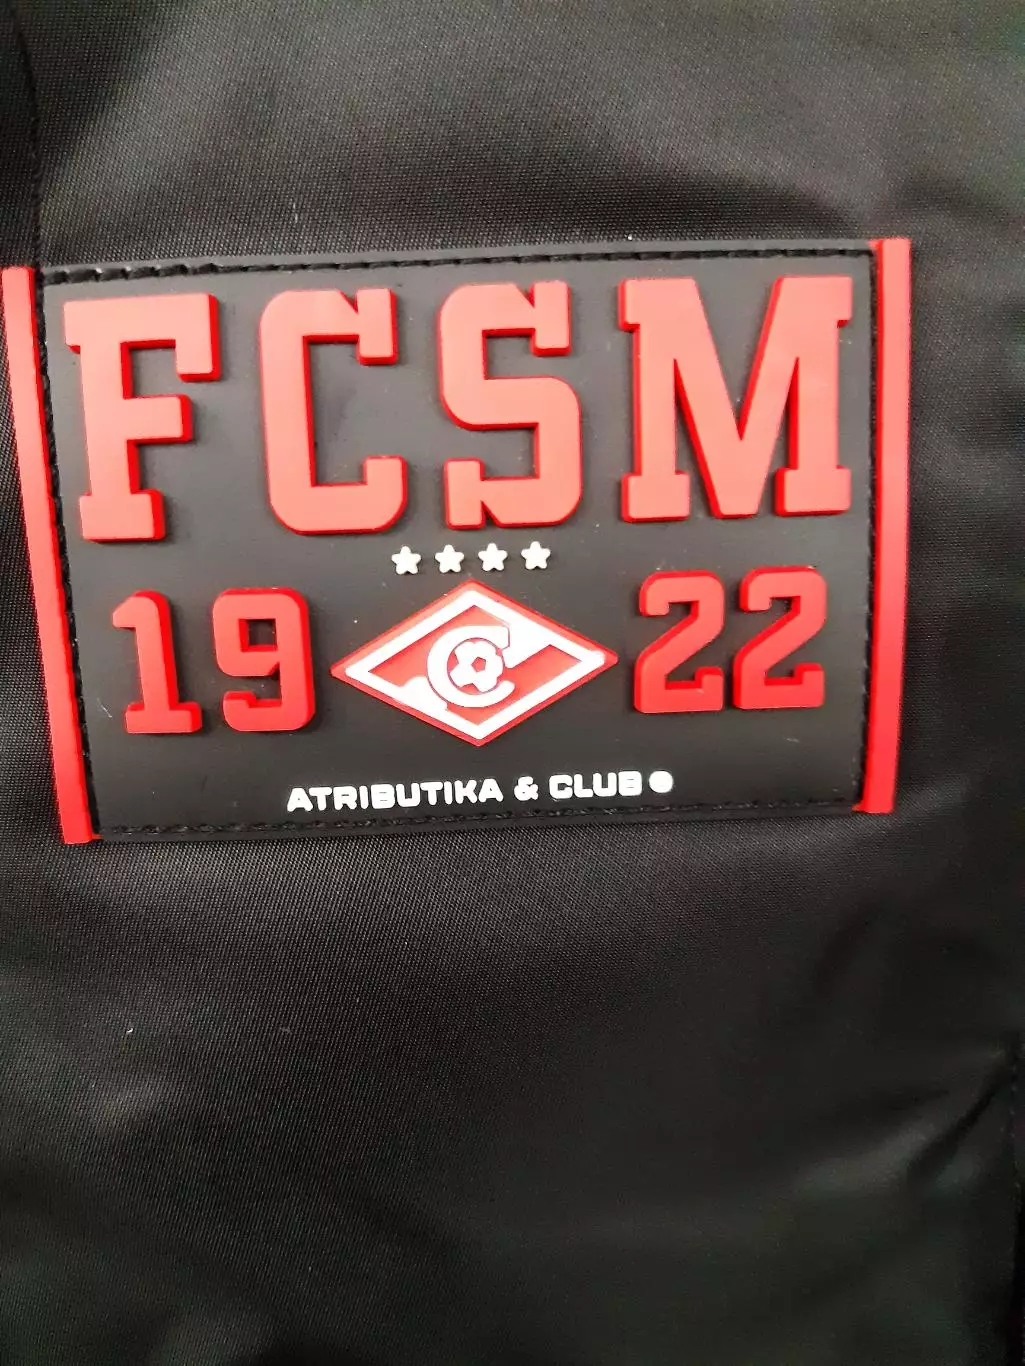 FCSM
19 С 22
ATRIBUTIKA & CLUB